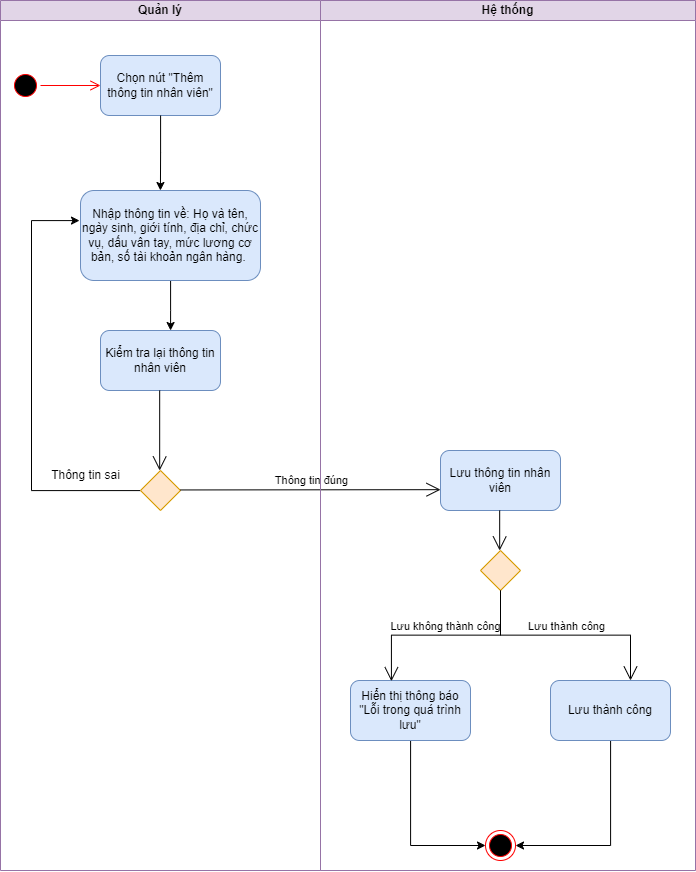 Quản lý
Hệ thống
Chọn nút "Thêm
thông tin nhân viên"
Nhập thông tin về: Họ và tên,
ngày sinh, giới tính, địa chỉ, chức
vụ, dấu vân tay, mức lương cơ
bản, số tài khoản ngân hàng.
Kiểm tra lại thông tin
nhân viên
Thông tin sai
Thông tin đúng
Lưu thông tin nhân
viên
Lưu không thành công
Lưu thành công
Hiển thị thông báo
"Lỗi trong quá trình
lưu"
Lưu thành công